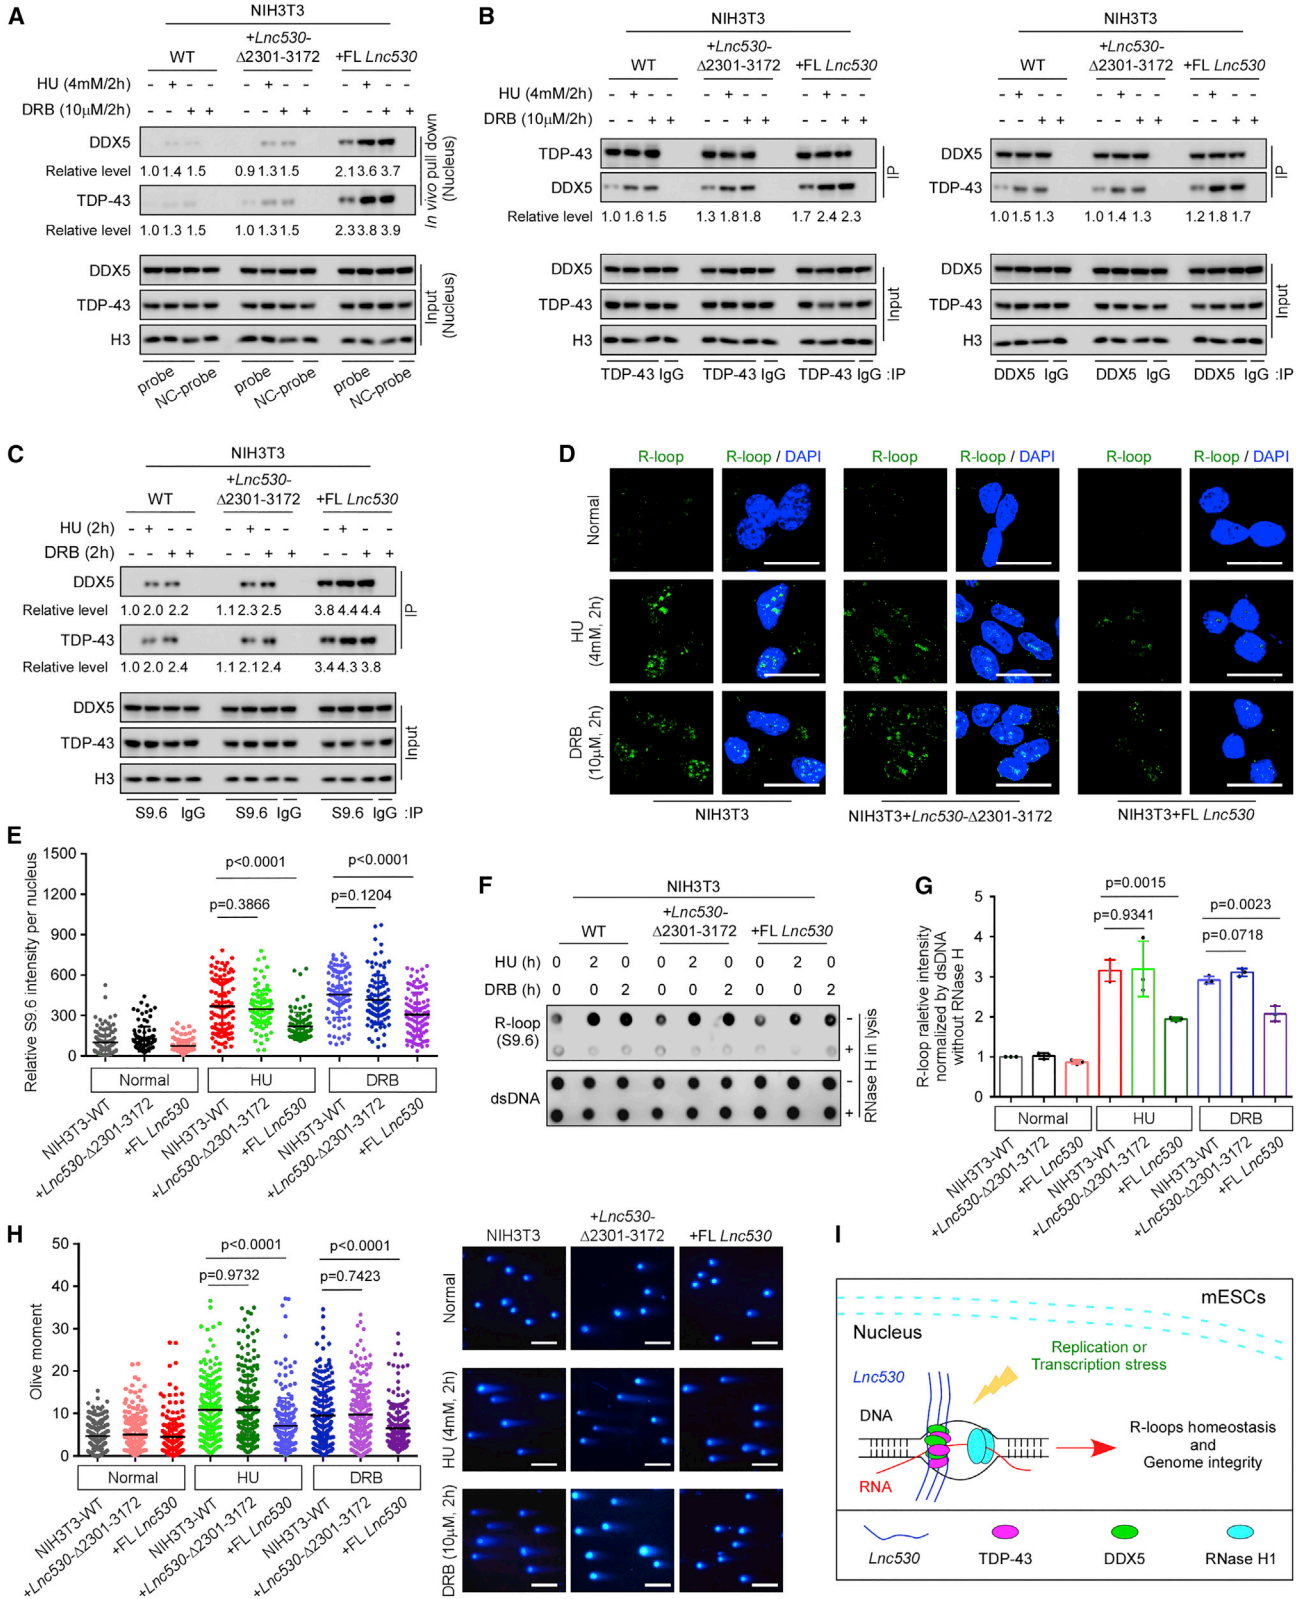 A
NIH3T3
+Lnc530-
WT Δ2301-3172 +FL Lnc530
HU (4mM/2h) - + - - - + - - - + - -
DRB (10μM/2h) - - + + - - + + - - + +
DDX5
Relative level 1.0 1.4 1.5 0.9 1.3 1.5 2.1 3.6 3.7
TDP-43
Relative level 1.0 1.3 1.5 1.0 1.3 1.5 2.3 3.8 3.9
In vivo pull down
(Nucleus)
DDX5
TDP-43
H3
Input
(Nucleus)
probe NC-probe probe NC-probe probe NC-probe
B
NIH3T3
+Lnc530-
WT Δ2301-3172 +FL Lnc530
HU (4mM/2h) - + - - - + - - - + - -
DRB (10μM/2h) - - + + - - + + - - + +
TDP-43
DDX5
IP
Relative level 1.0 1.6 1.5 1.3 1.8 1.8 1.7 2.4 2.3
DDX5
TDP-43
H3
Input
TDP-43 IgG TDP-43 IgG TDP-43 IgG :IP
NIH3T3
+Lnc530-
WT Δ2301-3172 +FL Lnc530
- + - - - + - - - + - -
- - + + - - + + - - + +
DDX5
TDP-43
IP
1.0 1.5 1.3 1.0 1.4 1.3 1.2 1.8 1.7
DDX5
TDP-43
H3
Input
DDX5 IgG DDX5 IgG DDX5 IgG :IP
C
NIH3T3
+Lnc530-
WT Δ2301-3172 +FL Lnc530
HU (2h) - + - - - + - - - + - -
DRB (2h) - - + + - - + + - - + +
DDX5
Relative level 1.0 2.0 2.2 1.1 2.3 2.5 3.8 4.4 4.4
TDP-43
Relative level 1.0 2.0 2.4 1.1 2.1 2.4 3.4 4.3 3.8
IP
DDX5
TDP-43
H3
Input
S9.6 IgG S9.6 IgG S9.6 IgG :IP
D
R-loop R-loop / DAPI R-loop R-loop / DAPI R-loop R-loop / DAPI
Normal
HU
(4mM, 2h)
DRB
(10μM, 2h)
NIH3T3 NIH3T3+Lnc530-Δ2301-3172 NIH3T3+FL Lnc530
E
Relative S9.6 intensity per nucleus
1500
1200
900
600
300
0
p<0.0001
p=0.3866
p<0.0001
p=0.1204
Normal HU DRB
NIH3T3-WT
+Lnc530-Δ2301-3172
+FL Lnc530
NIH3T3-WT
+Lnc530-Δ2301-3172
+FL Lnc530
NIH3T3-WT
+Lnc530-Δ2301-3172
+FL Lnc530
F
NIH3T3
+Lnc530-
WT Δ2301-3172 +FL Lnc530
HU (h) 0 2 0 0 2 0 0 2 0
DRB (h) 0 0 2 0 0 2 0 0 2
R-loop
(S9.6)
-
+
dsDNA
-
+
RNase H in lysis
G
R-loop raletive intensity
normalized by dsDNA
without RNase H
5
4
3
2
1
0
p=0.0015
p=0.9341
p=0.0023
p=0.0718
Normal HU DRB
NIH3T3-WT
+Lnc530-Δ2301-3172
+FL Lnc530
NIH3T3-WT
+Lnc530-Δ2301-3172
+FL Lnc530
NIH3T3-WT
+Lnc530-Δ2301-3172
+FL Lnc530
H
Olive moment
50
40
30
20
10
0
p<0.0001
p=0.9732
p<0.0001
p=0.7423
Normal HU DRB
NIH3T3-WT
+Lnc530-Δ2301-3172
+FL Lnc530
NIH3T3-WT
+Lnc530-Δ2301-3172
+FL Lnc530
NIH3T3-WT
+Lnc530-Δ2301-3172
+FL Lnc530
+Lnc530-
NIH3T3 Δ2301-3172 +FL Lnc530
Normal
HU (4mM, 2h)
DRB (10μM, 2h)
I
mESCs
Nucleus
Replication or
Transcription stress
Lnc530
DNA
RNA
R-loops homeostasis
and
Genome integrity
Lnc530 TDP-43 DDX5 RNase H1